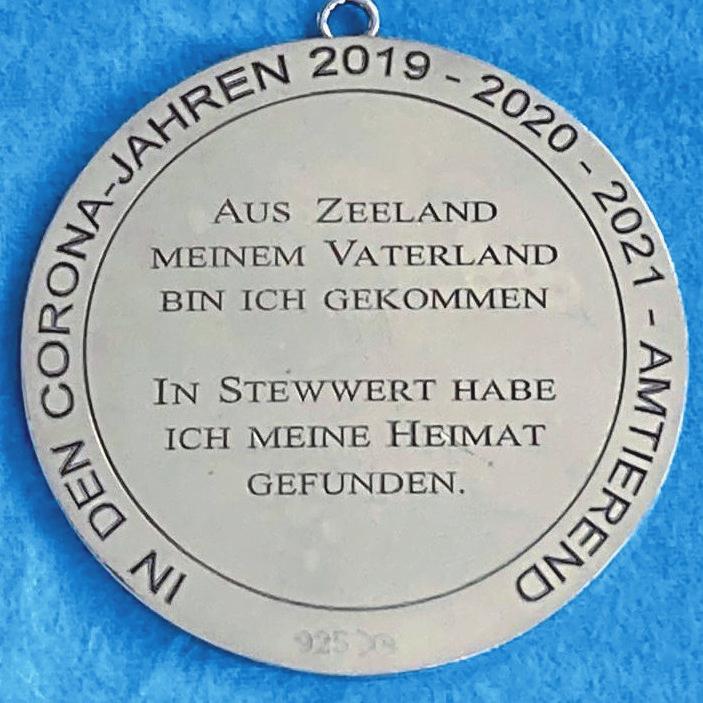 IN DEN CORONA-JAHREN 2019 - 2020 - 2021 - AMTIEREND
AUS ZEELAND
MEINEM VATERLAND
BIN ICH GEKOMMEN
IN STEWWERT HABE
ICH MEINE HEIMAT
GEFUNDEN.
925